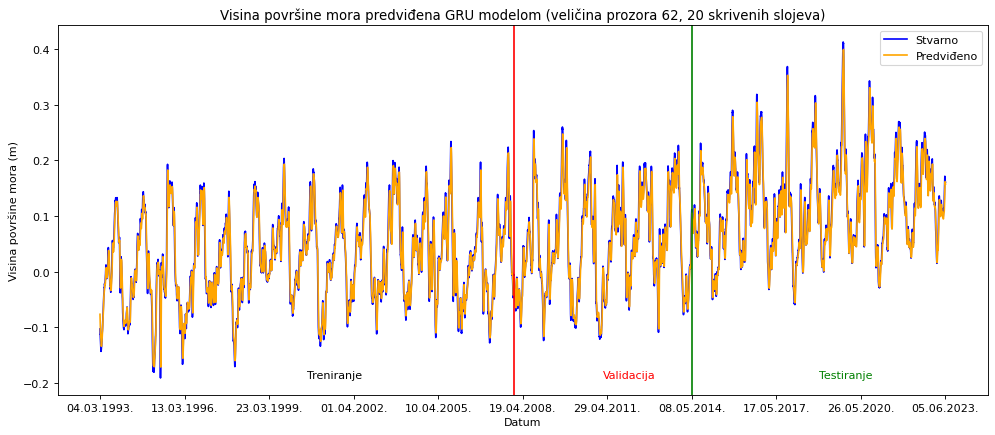 Visina površine mora predviđena GRU modelom (veličina prozora 62, 20 skrivenih slojeva)
Stvarno
Predviđeno
Visina površine mora (m)
0.4
0.3
0.2
0.1
0.0
−0.1
−0.2
Treniranje
Validacija
Testiranje
04.03.1993.
13.03.1996.
23.03.1999.
01.04.2002.
10.04.2005.
19.04.2008.
29.04.2011.
08.05.2014.
17.05.2017.
26.05.2020.
05.06.2023.
Datum